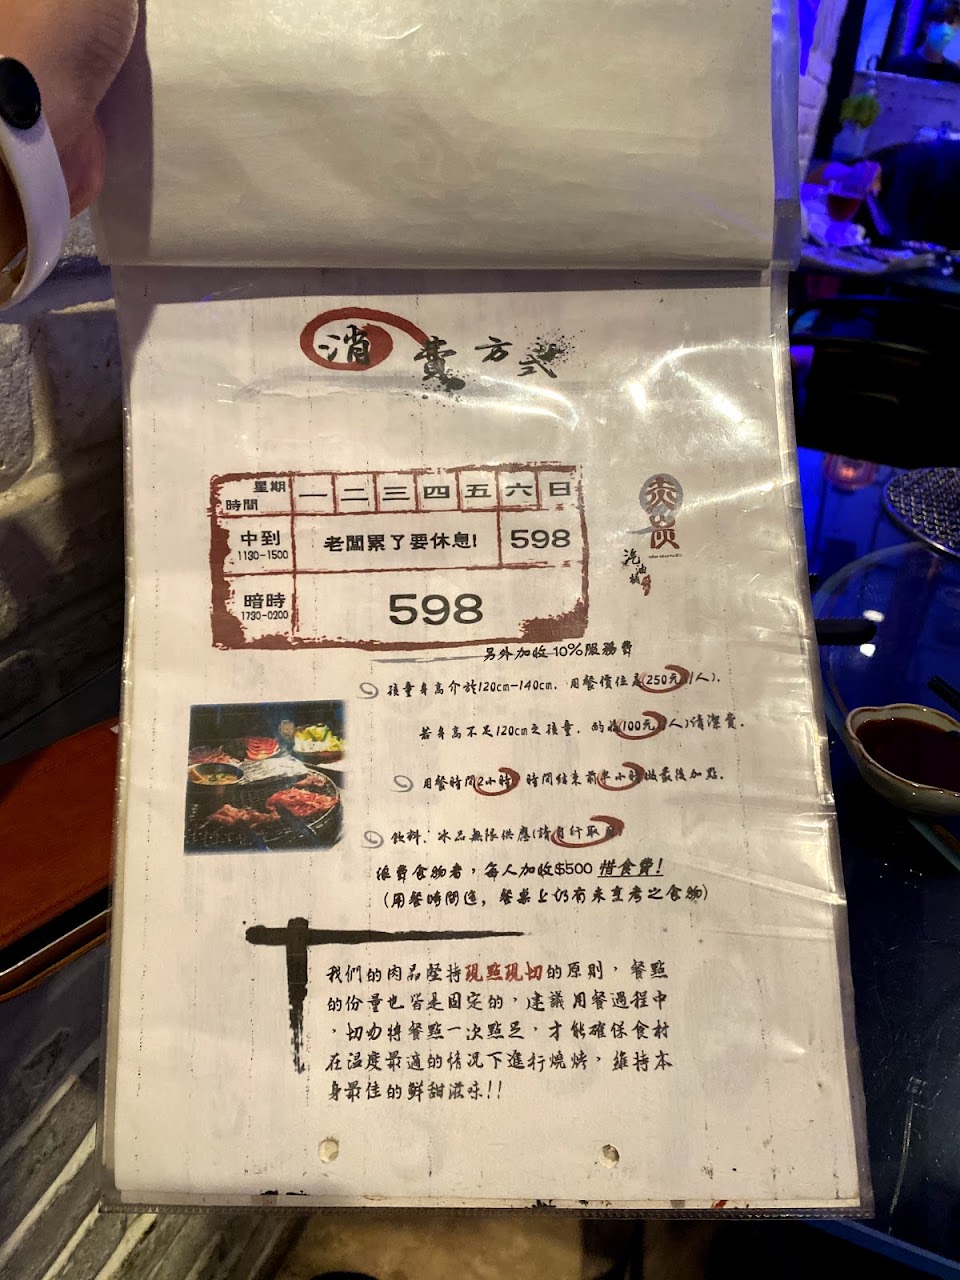 消費方式
星期 一 二 三 四 五 六 日
時間
中到 老闆累了要休息! 598
1130-1500
暗時 598
1730-0200
炎炭
汽油桶
另外加收10%服務費
孩童身高介於120cm-140cm, 用餐價位是250元(1人).
若身高不足120cm之孩童, 酌收100元(1人)清潔費.
用餐時間2小時 時間結束前半小時做最後加點.
飲料、冰品無限供應(請自行取用)
浪費食物者, 每人加收$500 惜食費!
(用餐時間進, 餐桌上仍有未烹考之食物)
我們的肉品堅持現點現切的原則, 餐點
的份量也皆是固定的, 建議用餐過程中
, 切勿將餐點一次點足, 才能確保食材
在溫度最適的情況下進行燒烤, 維持本
身最佳的鮮甜滋味!!